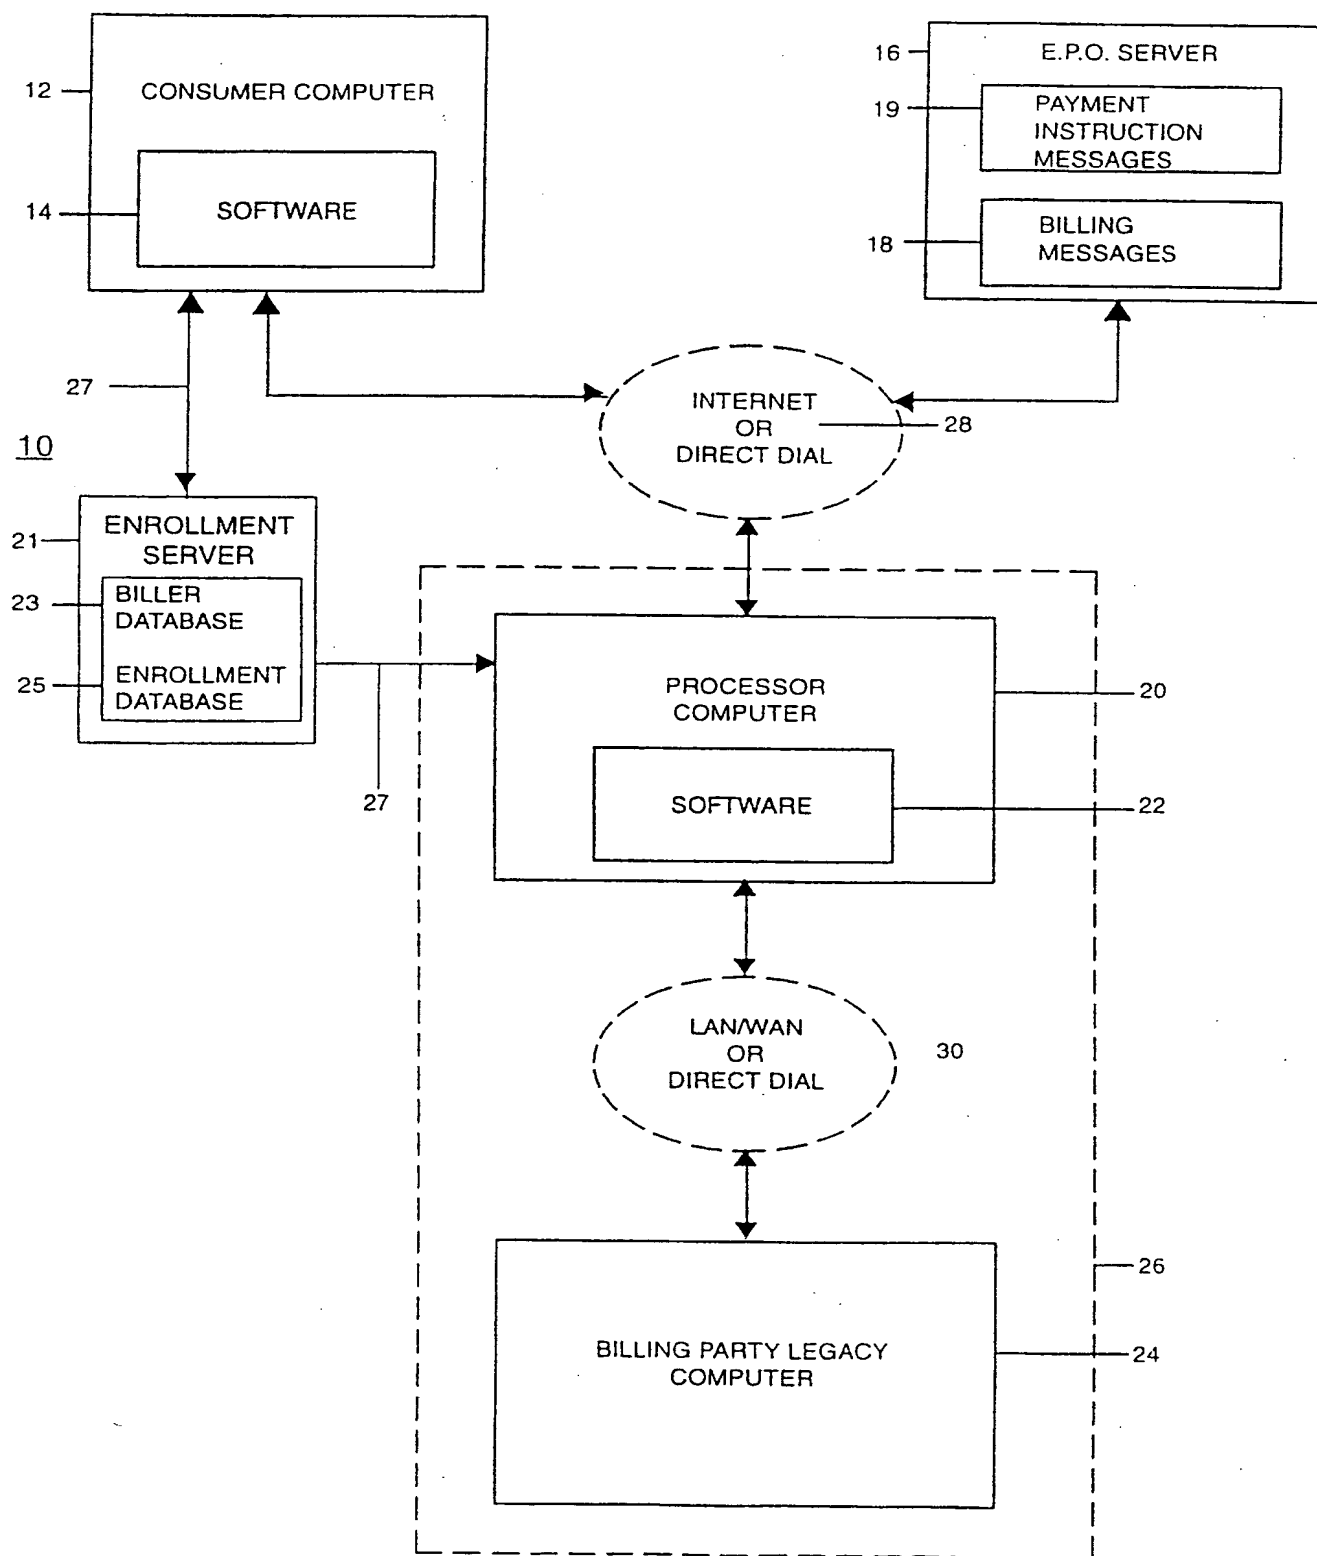 12
CONSUMER COMPUTER
14
SOFTWARE
16
E.P.O. SERVER
19
PAYMENT
INSTRUCTION
MESSAGES
18
BILLING
MESSAGES
27
10
INTERNET
OR
DIRECT DIAL
28
21
ENROLLMENT
SERVER
23
BILLER
DATABASE
25
ENROLLMENT
DATABASE
27
PROCESSOR
COMPUTER
20
SOFTWARE
22
LAN/WAN
OR
DIRECT DIAL
30
26
BILLING PARTY LEGACY
COMPUTER
24